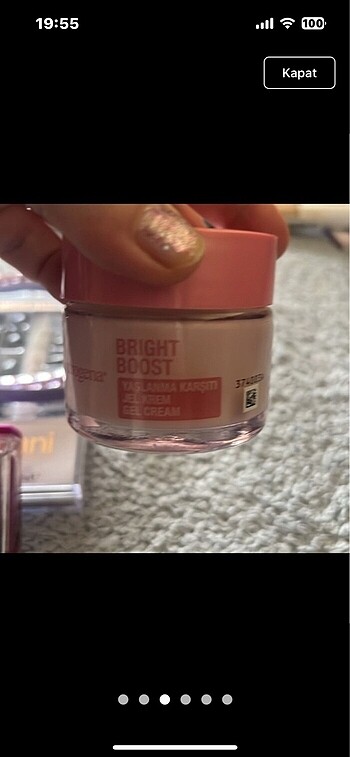 19:55
100
Kapat
BRIGHT
BOOST
YAŞLANMA KARŞITI
JEL KREM
GEL CREAM